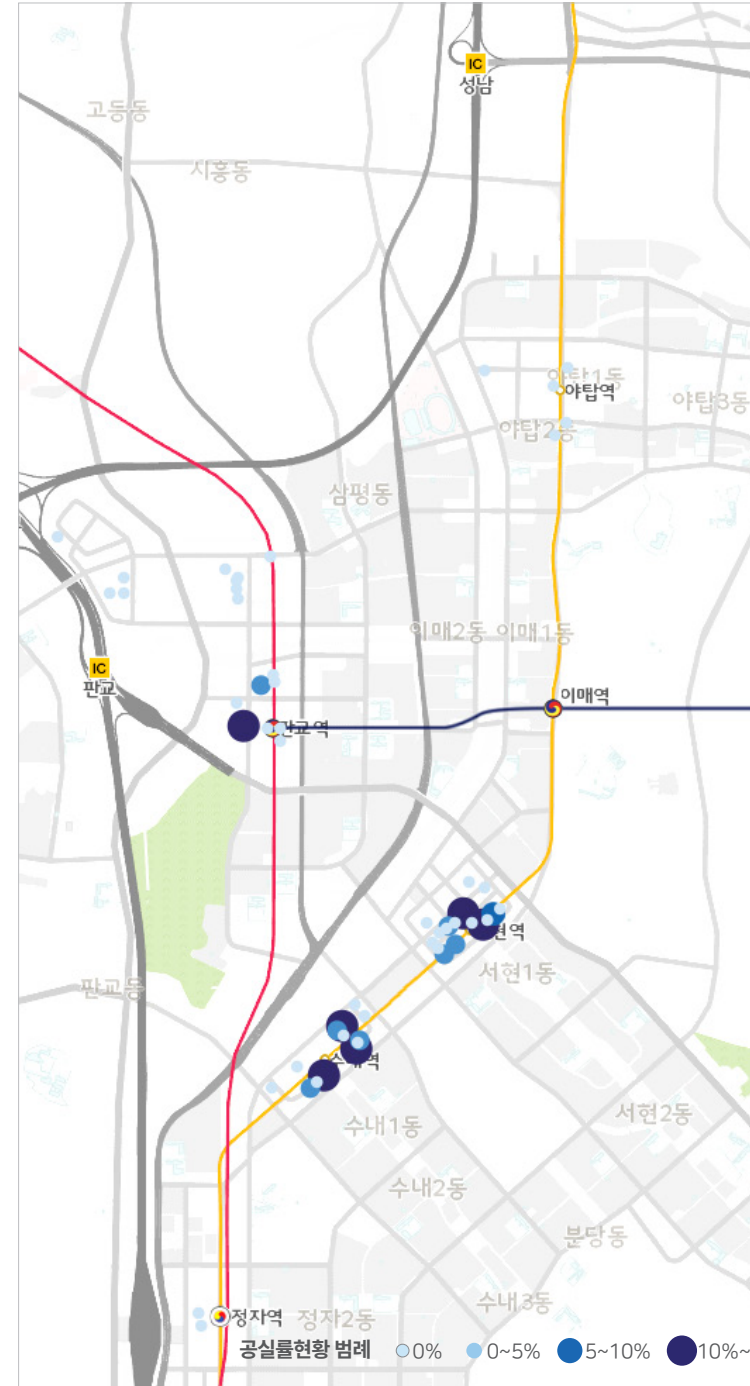 IC
성남
고등동
시흥동
야탑1동
야탑역
야탑3동
야탑2동
삼평동
이매2동 이매1동
IC
판교
이매역
판교역
현역
서현1동
판교동
역
수내1동
서현2동
수내2동
분당동
수내3동
정자역 정자2동
공실률현황 범례 0% 0~5% 5~10% 10%~